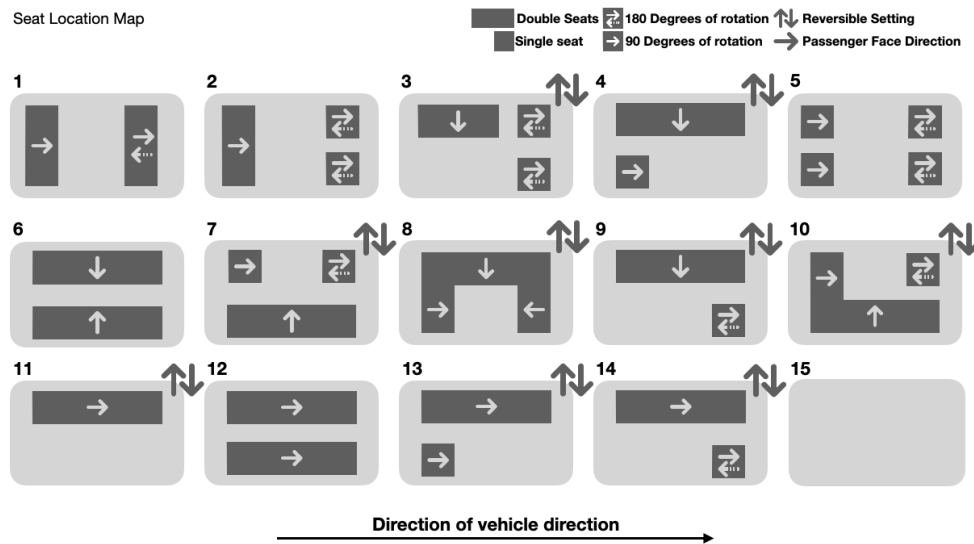 Seat Location Map
Double Seats 180 Degrees of rotation Reversible Setting
Single seat 90 Degrees of rotation Passenger Face Direction
1 2 3 4 5
6 7 8 9 10
11 12 13 14 15
Direction of vehicle direction